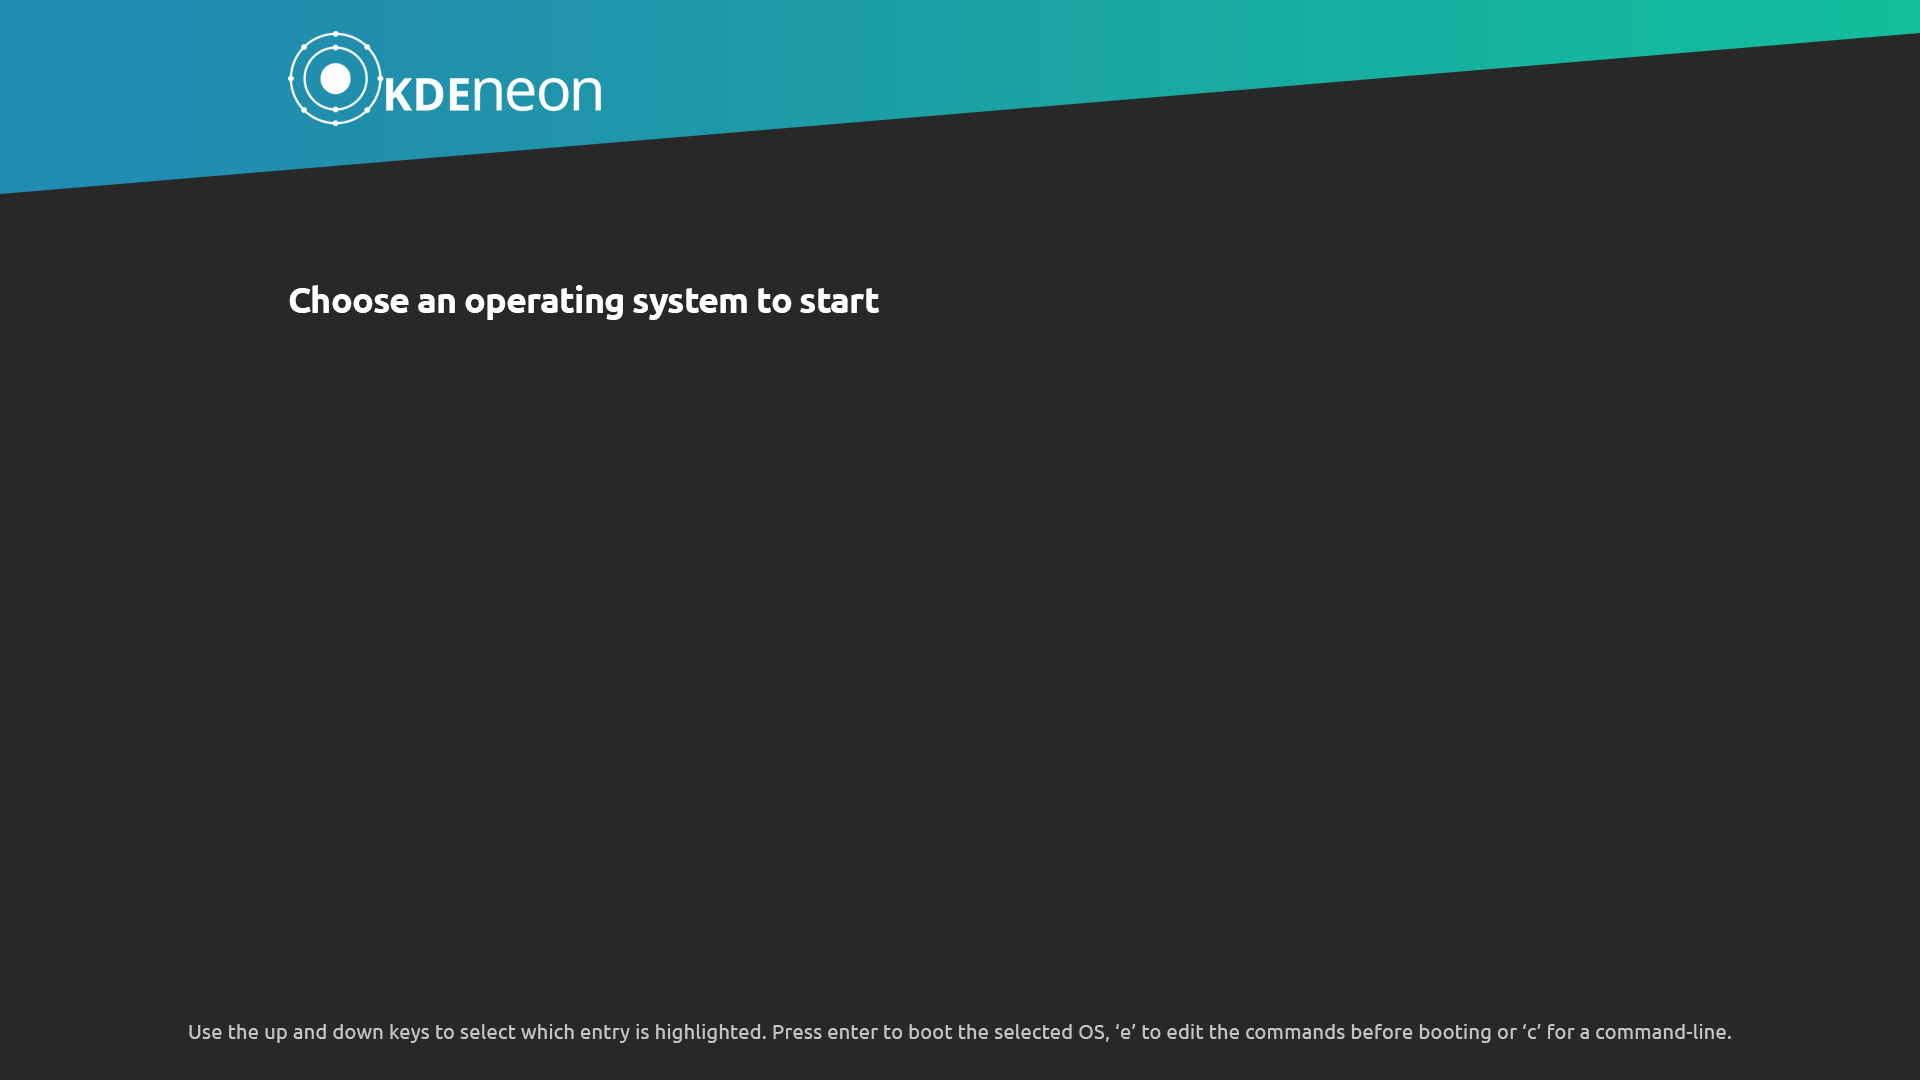 KDEneon
Choose an operating system to start
Use the up and down keys to select which entry is highlighted. Press enter to boot the selected OS, ‘e’ to edit the commands before booting or ‘c’ for a command-line.